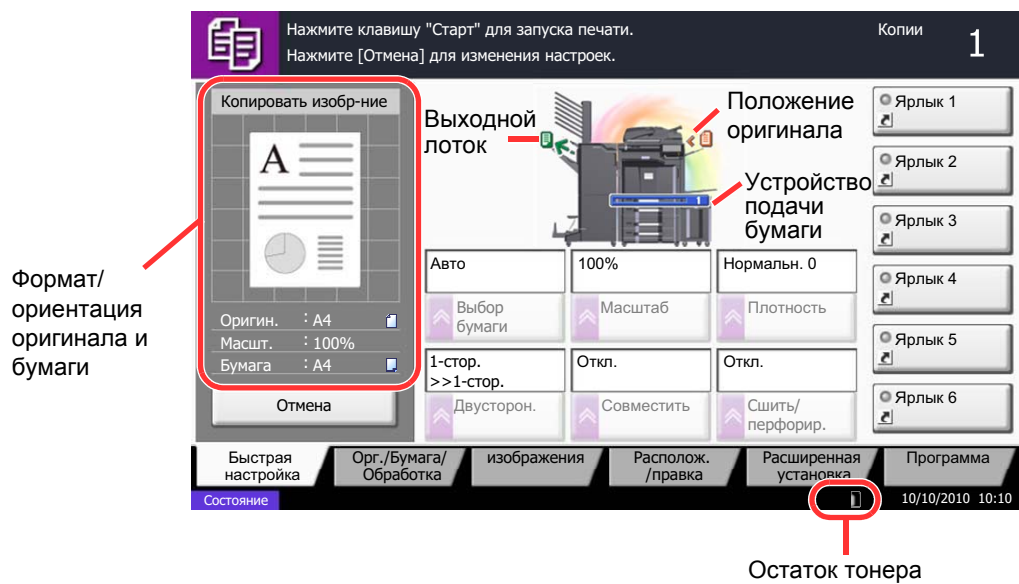 Нажмите клавишу "Старт" для запуска печати.
Нажмите [Отмена] для изменения настроек.
Копии
1
Копировать изобр-ние
A
Оригин. : A4
Масшт. : 100%
Бумага : A4
Отмена
Формат/
ориентация
оригинала и
бумаги
Выходной
лоток
Положение
оригинала
Устройство
подачи
бумаги
1
Авто
Выбор
бумаги
100%
Масштаб
Нормальн. 0
Плотность
1-стор.
>>1-стор.
Двусторон.
Откл.
Совместить
Откл.
Сшить/
перфорир.
Ярлык 1
Ярлык 2
Ярлык 3
Ярлык 4
Ярлык 5
Ярлык 6
Быстрая
настройка
Орг./Бумага/
Обработка
изображения
Располож.
/правка
Расширенная
установка
Программа
Состояние
10/10/2010 10:10
Остаток тонера